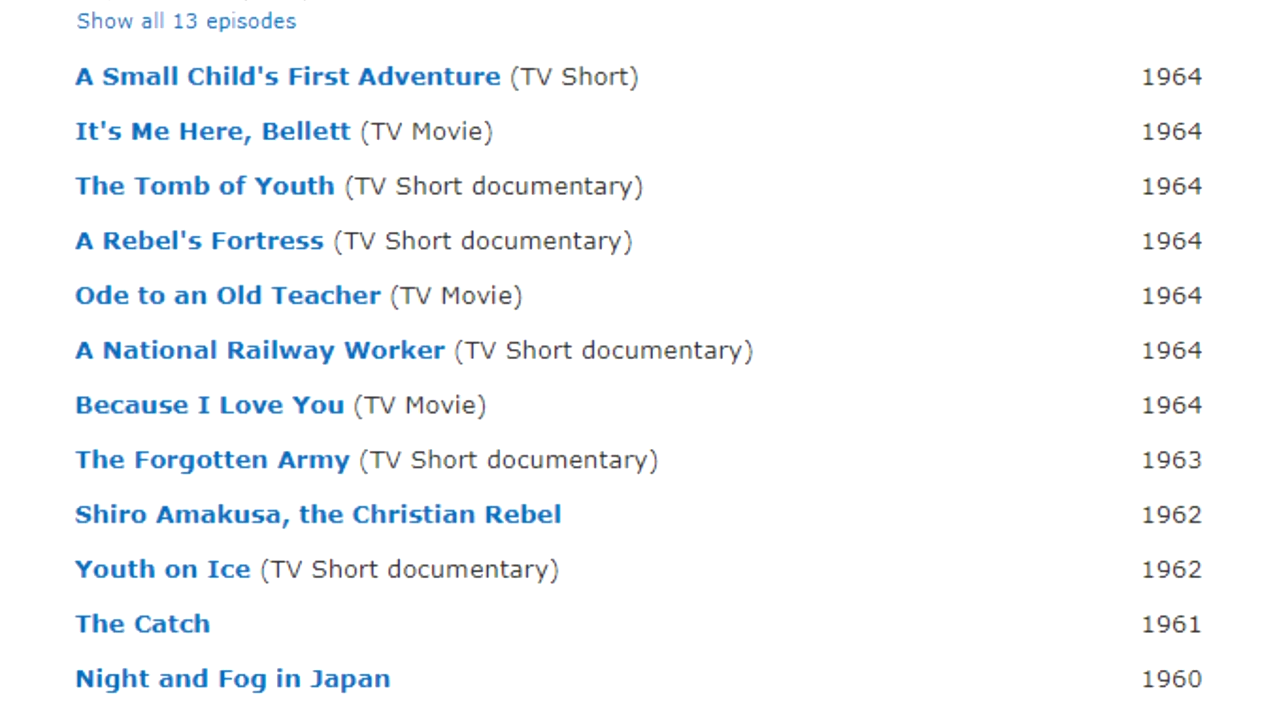 Show all 13 episodes
A Small Child's First Adventure (TV Short) 1964
It's Me Here, Bellett (TV Movie) 1964
The Tomb of Youth (TV Short documentary) 1964
A Rebel's Fortress (TV Short documentary) 1964
Ode to an Old Teacher (TV Movie) 1964
A National Railway Worker (TV Short documentary) 1964
Because I Love You (TV Movie) 1964
The Forgotten Army (TV Short documentary) 1963
Shiro Amakusa, the Christian Rebel 1962
Youth on Ice (TV Short documentary) 1962
The Catch 1961
Night and Fog in Japan 1960